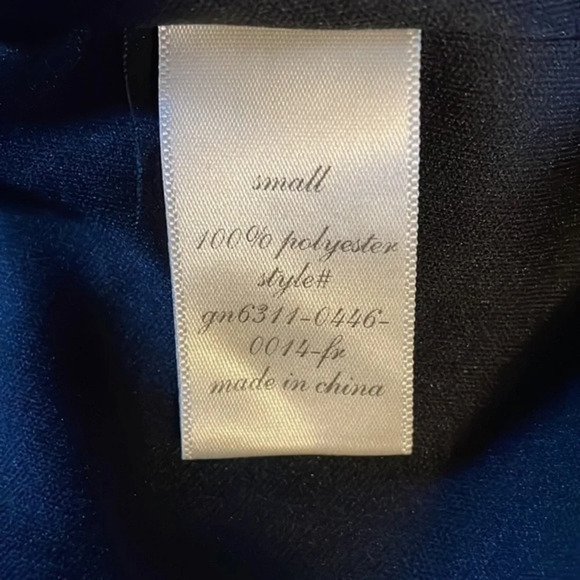 small
100% polyester
style#
gn6311-0446-
0014-fr
made in china